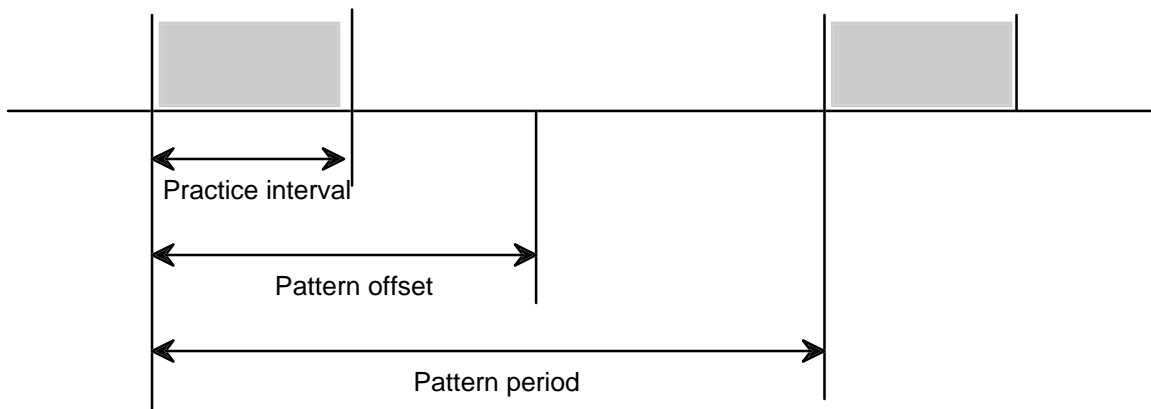 Practice interval
Pattern offset
Pattern period